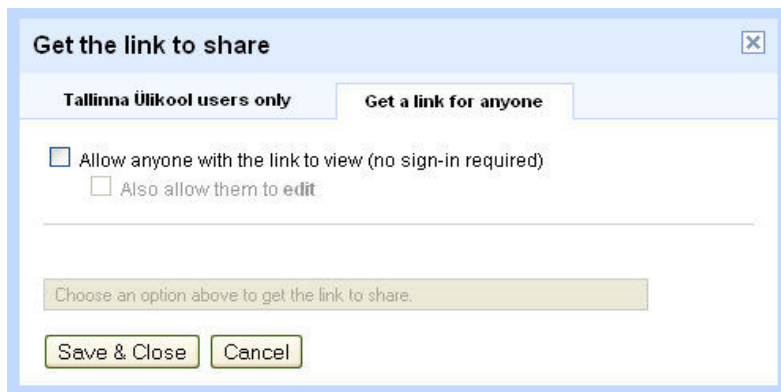 Get the link to share
Tallinna Ülikool users only
Get a link for anyone
Allow anyone with the link to view (no sign-in required)
Also allow them to edit
Choose an option above to get the link to share.
Save & Close
Cancel